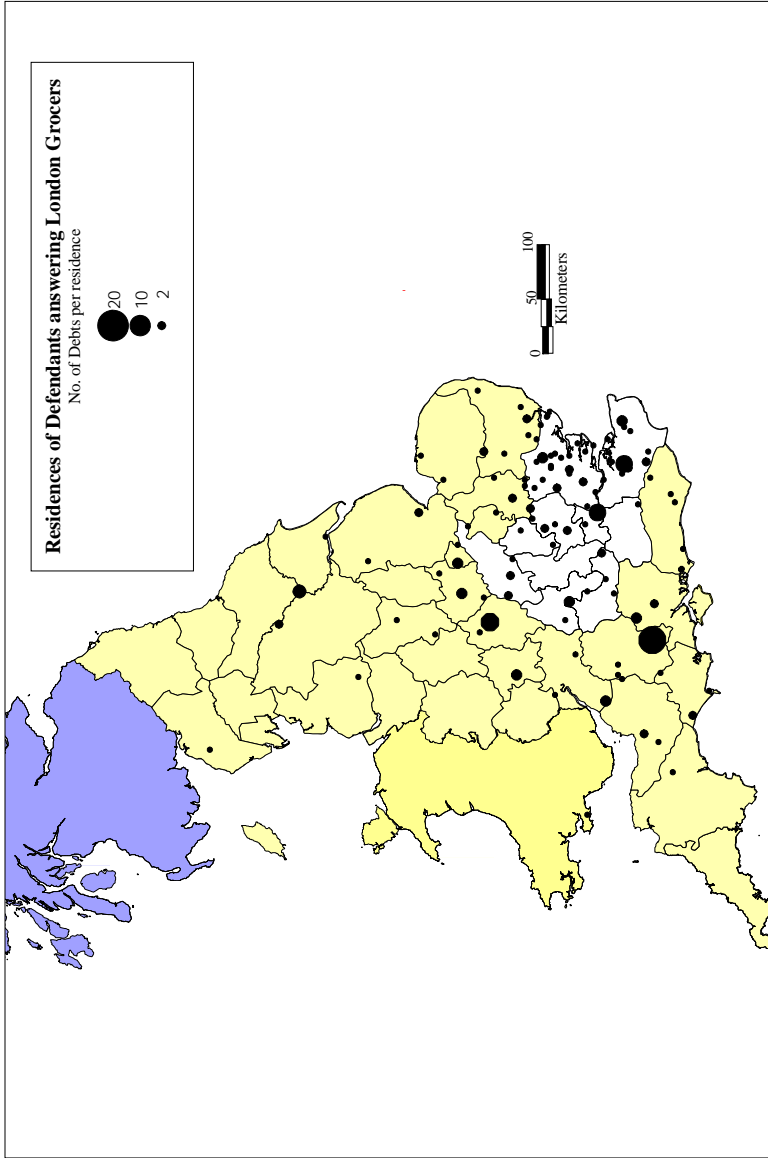 Residences of Defendants answering London Grocers
No. of Debts per residence
20
10
2
0 50 100
Kilometers